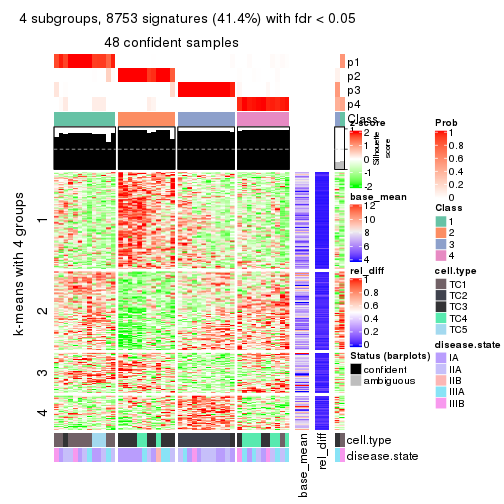 4 subgroups, 8753 signatures (41.4%) with fdr < 0.05
48 confident samples
p1
p2
p3
p4
Class
1
Silhouette
score
k-means with 4 groups
1
2
3
4
base_mean
rel_diff
cell.type
disease.state
z-score
2
1
0
-1
-2
base_mean
12
10
8
6
4
rel_diff
1
0.8
0.6
0.4
0.2
0
Status (barplots)
confident
ambiguous
Prob
1
0.8
0.6
0.4
0.2
0
Class
1
2
3
4
cell.type
TC1
TC2
TC3
TC4
TC5
disease.state
IA
IIA
IIB
IIIA
IIIB